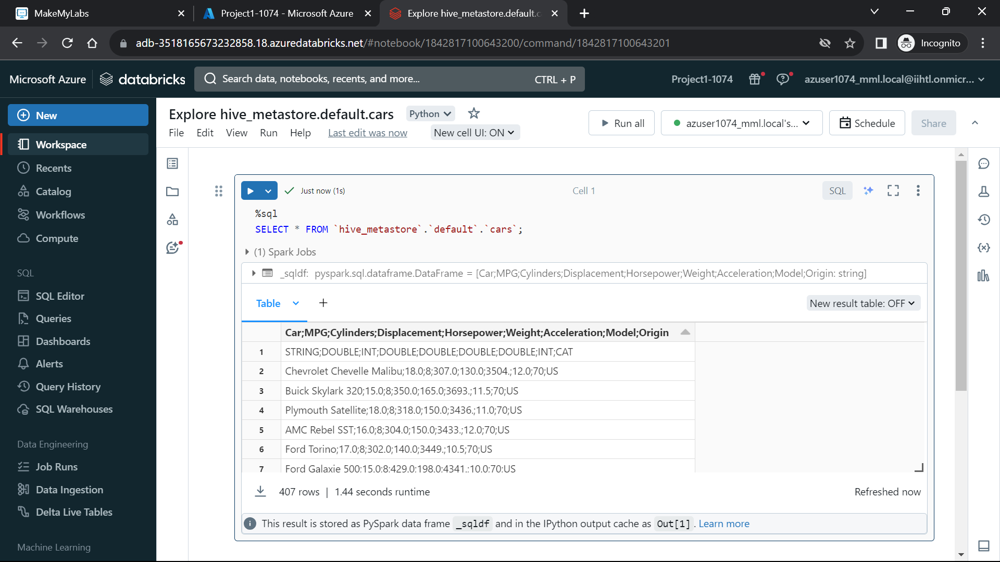 MakeMyLabs
Project1-1074 - Microsoft Azure
Explore hive_metastore.default.c
adb-3518165673232858.18.azuredatabricks.net/#notebook/1842817100643200/command/1842817100643201
Incognito
Microsoft Azure
databricks
Search data, notebooks, recents, and more...
CTRL + P
Project1-1074
azuser1074_mml.local@iihtl.onmicr...
New
Workspace
Recents
Catalog
Workflows
Compute
SQL
SQL Editor
Queries
Dashboards
Alerts
Query History
SQL Warehouses
Data Engineering
Job Runs
Data Ingestion
Delta Live Tables
Machine Learning
Explore hive_metastore.default.cars
Python
File Edit View Run Help Last edit was now New cell UI: ON
Run all
azuser1074_mml.local's...
Schedule
Share
Just now (1s)
Cell 1
SQL
%sql
SELECT * FROM `hive_metastore`.`default`.`cars`;
(1) Spark Jobs
_sqldf: pyspark.sql.dataframe.DataFrame = [Car;MPG;Cylinders;Displacement;Horsepower;Weight;Acceleration;Model;Origin: string]
Table
New result table: OFF
Car;MPG;Cylinders;Displacement;Horsepower;Weight;Acceleration;Model;Origin
1 STRING;DOUBLE;INT;DOUBLE;DOUBLE;DOUBLE;DOUBLE;INT;CAT
2 Chevrolet Chevelle Malibu;18.0;8;307.0;130.0;3504.;12.0;70;US
3 Buick Skylark 320;15.0;8;350.0;165.0;3693.;11.5;70;US
4 Plymouth Satellite;18.0;8;318.0;150.0;3436.;11.0;70;US
5 AMC Rebel SST;16.0;8;304.0;150.0;3433.;12.0;70;US
6 Ford Torino;17.0;8;302.0;140.0;3449.;10.5;70;US
7 Ford Galaxie 500;15.0;8;429.0;198.0;4341.;10.0;70;US
407 rows | 1.44 seconds runtime
Refreshed now
This result is stored as PySpark data frame _sqldf and in the IPython output cache as Out[1] . Learn more